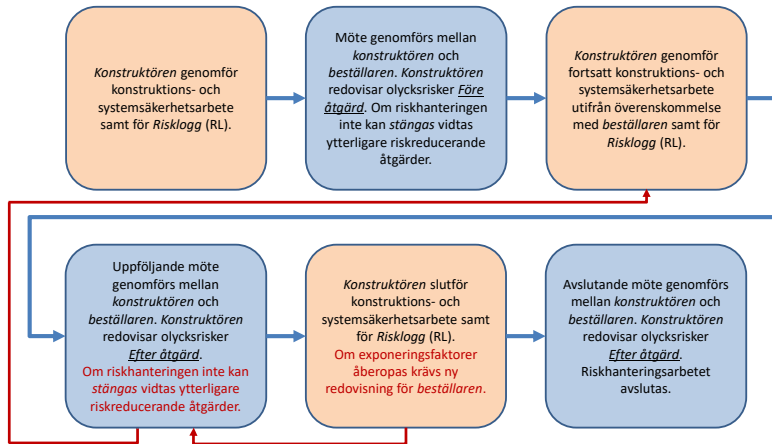 Konstruktören genomför
konstruktions- och
systemsäkerhetsarbete
samt för Risklogg (RL).
Möte genomförs mellan
konstruktören och
beställaren. Konstruktören
redovisar olycksrisker Före
åtgärd. Om riskhanteringen
inte kan stängas vidtas
ytterligare riskreducerande
åtgärder.
Konstruktören genomför
fortsatt konstruktions- och
systemsäkerhetsarbete
utifrån överenskommelse
med beställaren samt för
Risklogg (RL).
Uppföljande möte
genomförs mellan
konstruktören och
beställaren. Konstruktören
redovisar olycksrisker
Efter åtgärd.
Om riskhanteringen inte kan
stängas vidtas ytterligare
riskreducerande åtgärder.
Konstruktören slutför
konstruktions- och
systemsäkerhetsarbete samt
för Risklogg (RL).
Om exponeringsfaktorer
åberopas krävs ny
redovisning för beställaren.
Avslutande möte genomförs
mellan konstruktören och
beställaren. Konstruktören
redovisar olycksrisker
Efter åtgärd.
Riskhanteringsarbetet
avslutas.